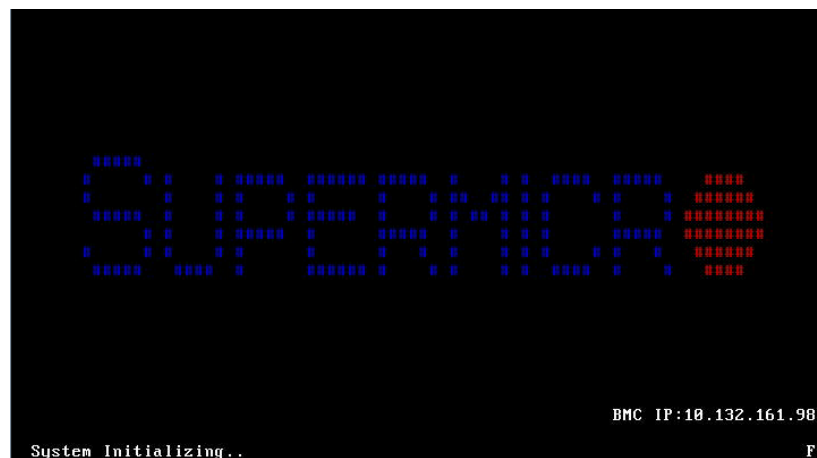 SUPERMICRO
BMC IP:10.132.161.98
System Initializing..
F